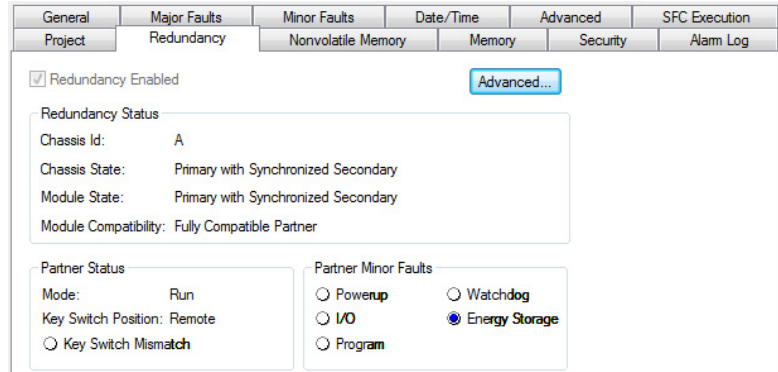 General Major Faults Minor Faults Date/Time Advanced SFC Execution
Project Redundancy Nonvolatile Memory Memory Security Alarm Log
Redundancy Enabled Advanced...
Redundancy Status
Chassis Id: A
Chassis State: Primary with Synchronized Secondary
Module State: Primary with Synchronized Secondary
Module Compatibility: Fully Compatible Partner
Partner Status Partner Minor Faults
Mode: Run Powerup Watchdog
Key Switch Position: Remote I/O Energy Storage
Key Switch Mismatch Program